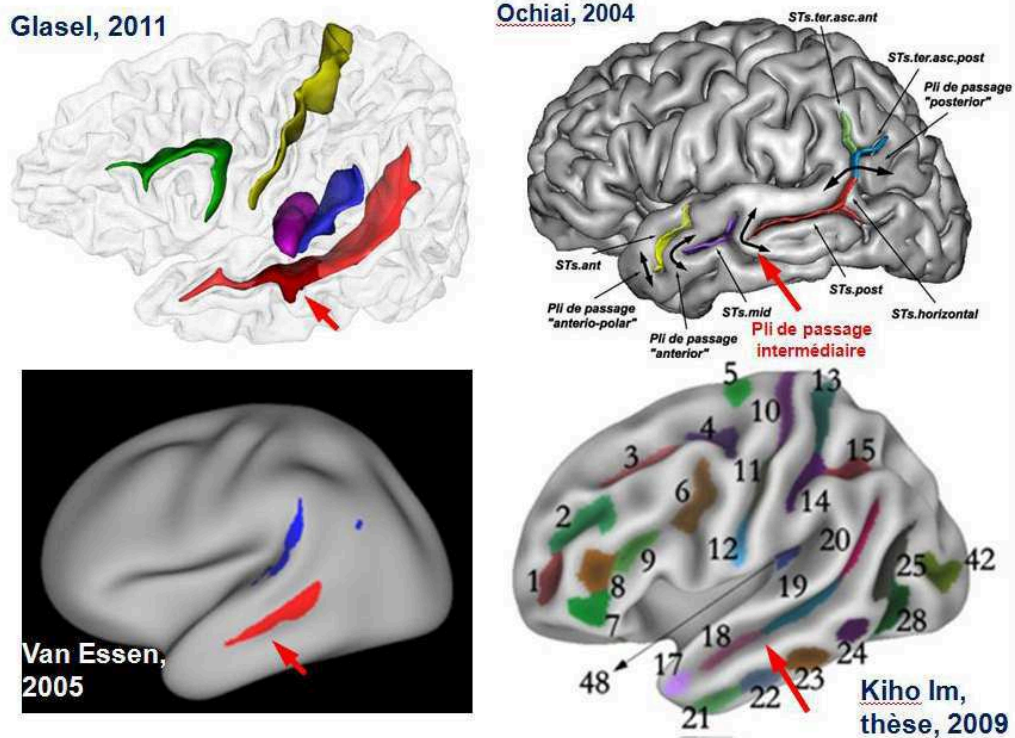 Glasel, 2011
Ochiai, 2004
STs.ter.asc.ant
STs.ter.asc.post
Pli de passage
"posterior"
STs.ant
Pli de passage
"anterio-polar"
Pli de passage
"anterior"
STs.mid
STs.post
STs.horizontal
Pli de passage
intermédiaire
Van Essen,
2005
5
10
13
4
3
11
15
6
14
2
12
20
9
25
42
1
8
19
7
28
18
24
48
17
23
22
21
Kiho Im,
thèse, 2009